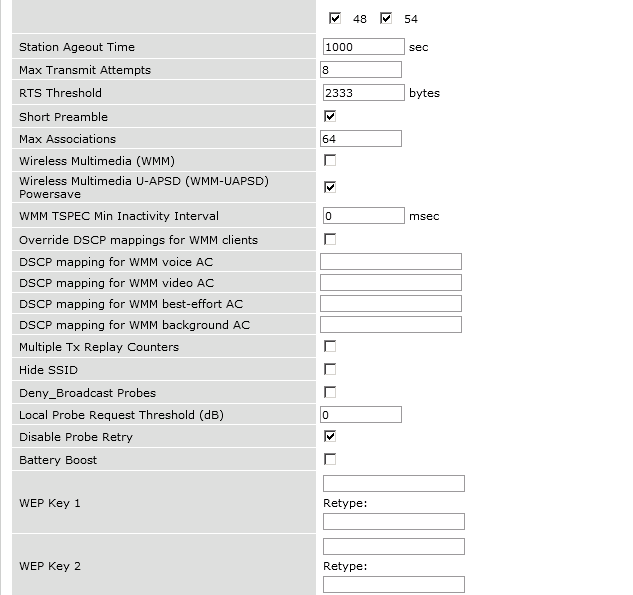 48 54
Station Ageout Time 1000 sec
Max Transmit Attempts 8
RTS Threshold 2333 bytes
Short Preamble
Max Associations 64
Wireless Multimedia (WMM)
Wireless Multimedia U-APSD (WMM-UAPSD)
Powersave
WMM TSPEC Min Inactivity Interval 0 msec
Override DSCP mappings for WMM clients
DSCP mapping for WMM voice AC
DSCP mapping for WMM video AC
DSCP mapping for WMM best-effort AC
DSCP mapping for WMM background AC
Multiple Tx Replay Counters
Hide SSID
Deny_Broadcast Probes
Local Probe Request Threshold (dB) 0
Disable Probe Retry
Battery Boost
WEP Key 1 Retype:
WEP Key 2 Retype: